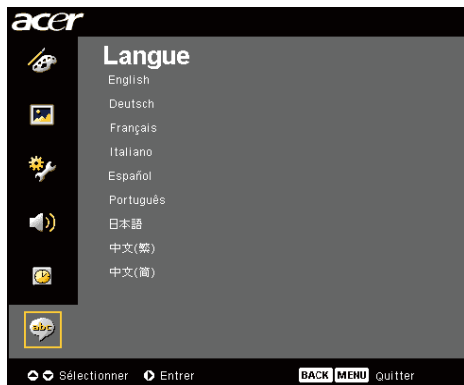 acer
Langue
English
Deutsch
Français
Italiano
Español
Português
日本語
中文(繁)
中文(简)
abc
Sélectionner Entrer BACK MENU Quitter